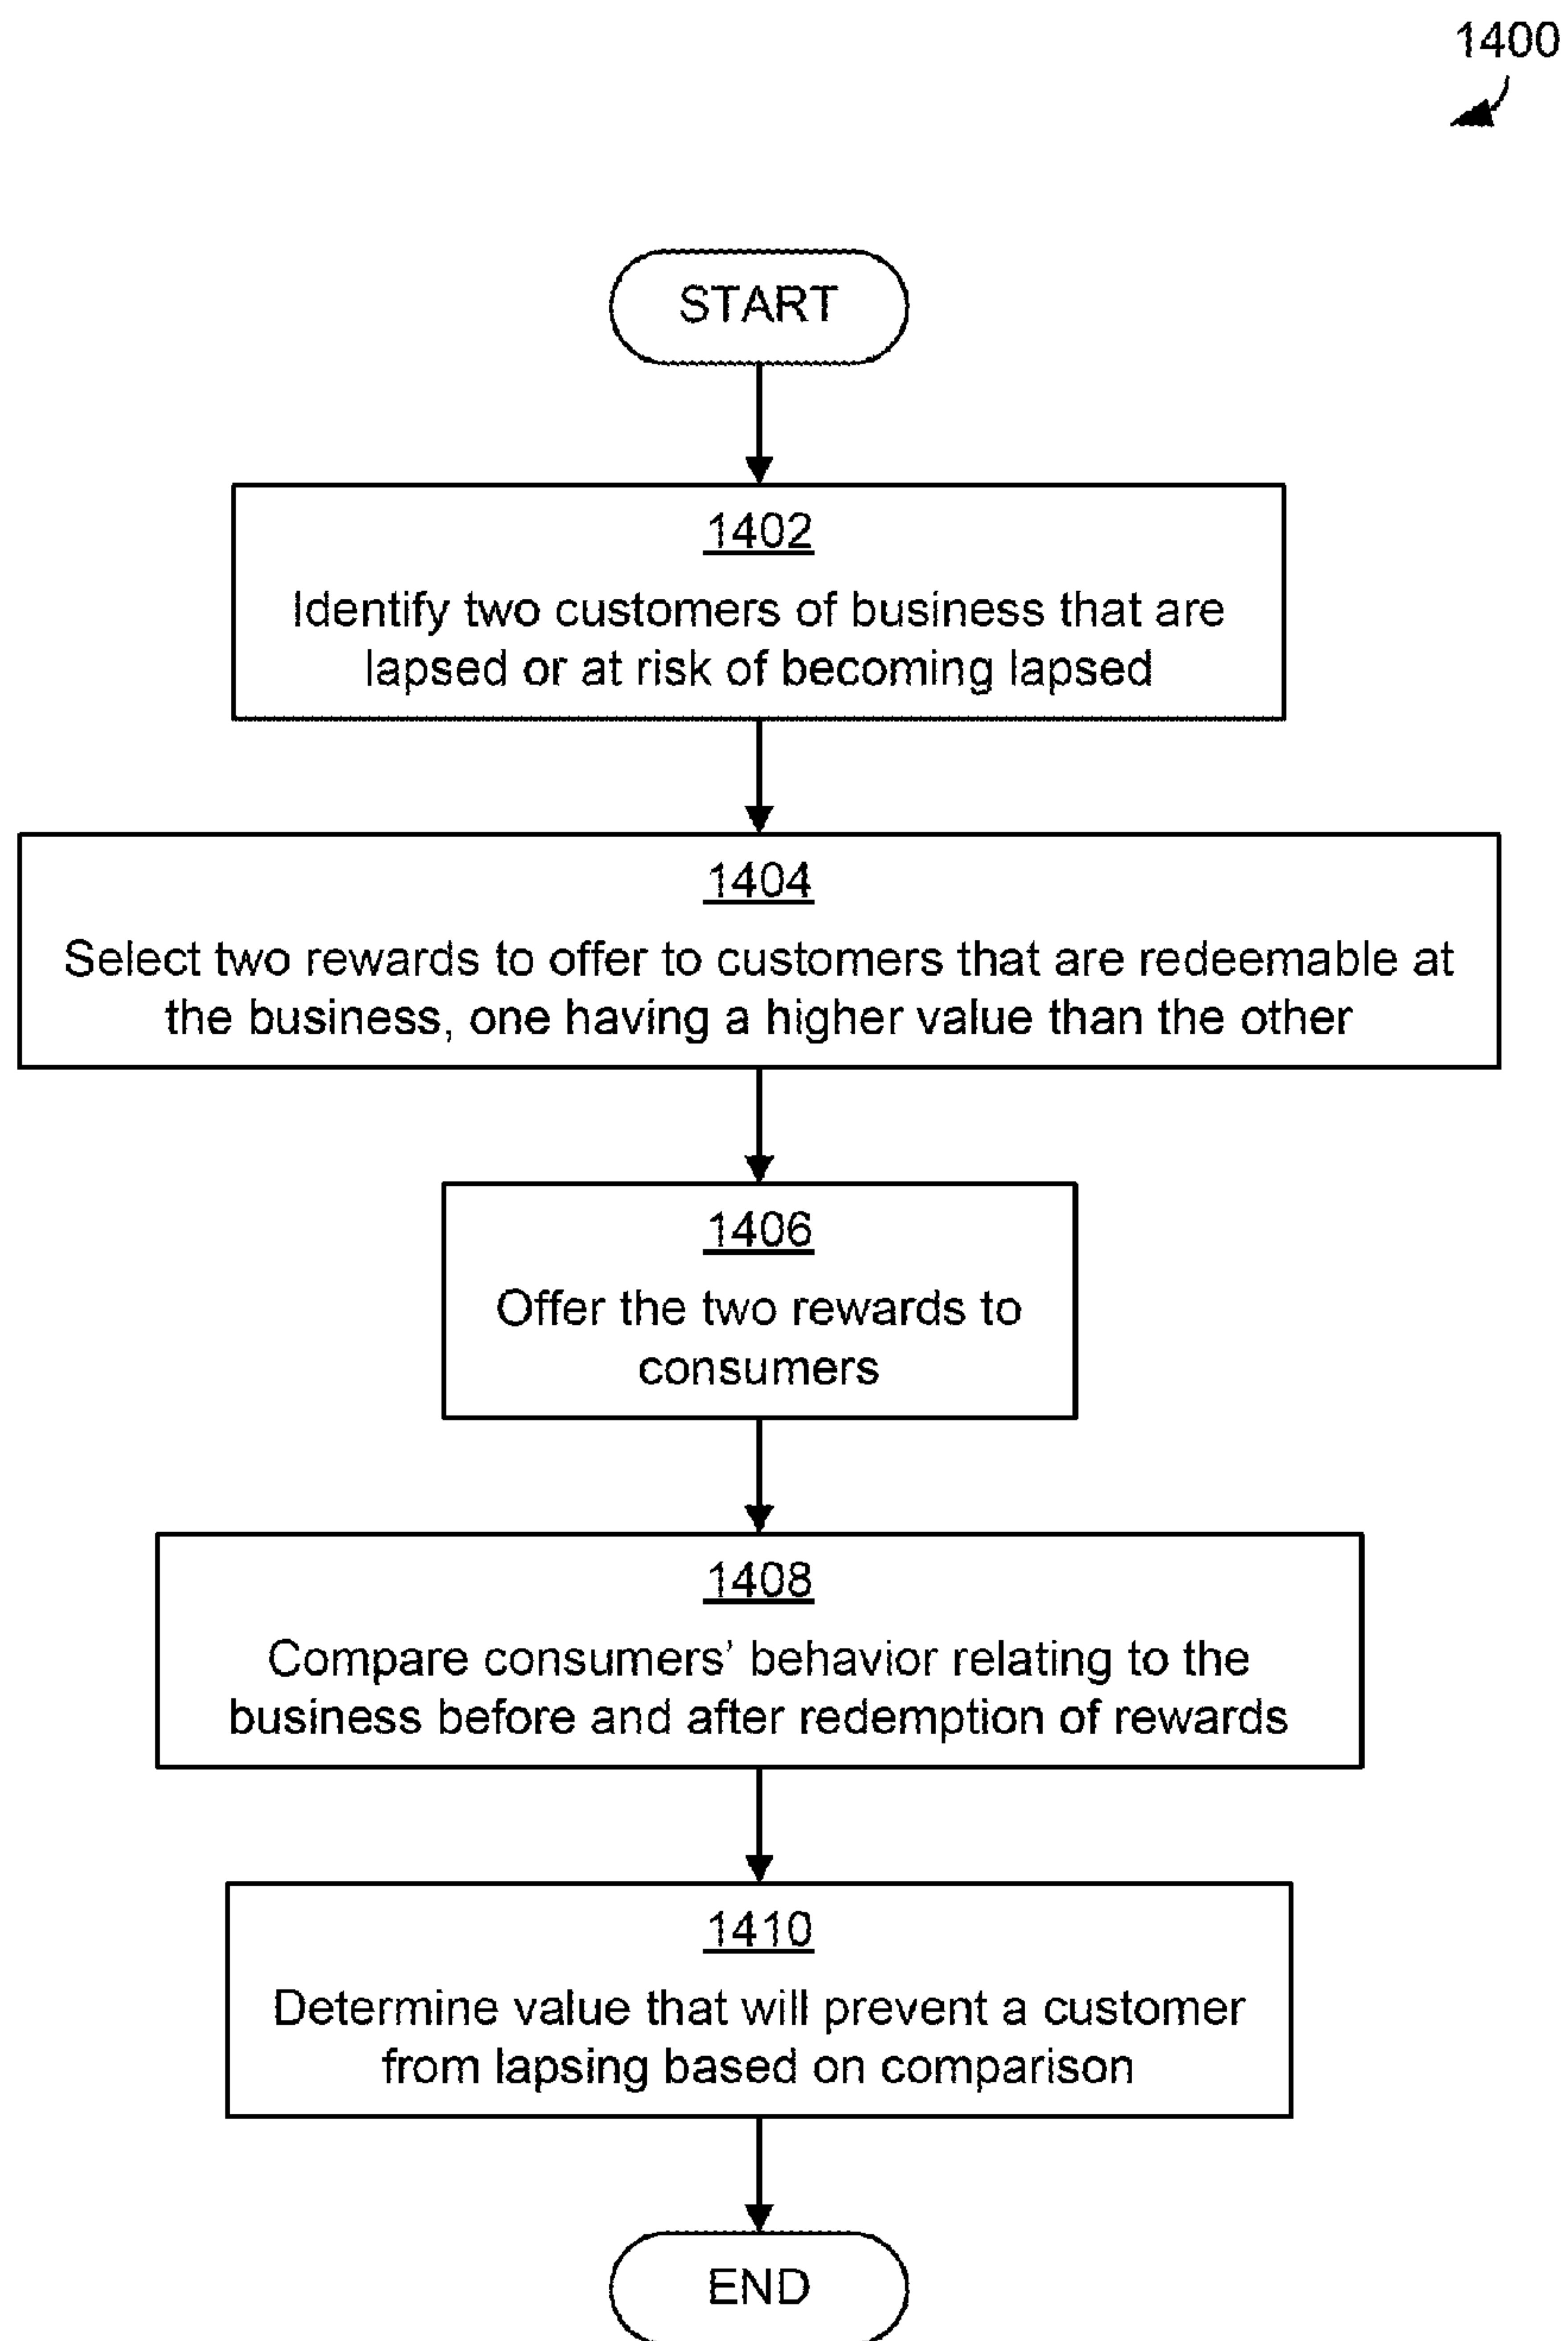 1400
START
1402
Identify two customers of business that are
lapsed or at risk of becoming lapsed
1404
Select two rewards to offer to customers that are redeemable at
the business, one having a higher value than the other
1406
Offer the two rewards to
consumers
1408
Compare consumers’ behavior relating to the
business before and after redemption of rewards
1410
Determine value that will prevent a customer
from lapsing based on comparison
END